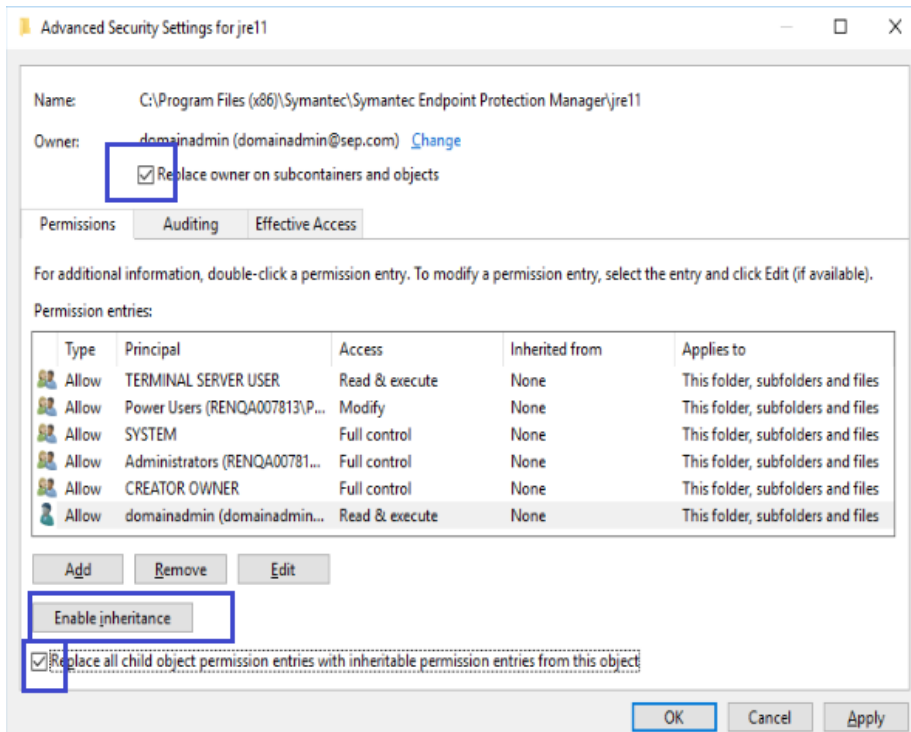 Advanced Security Settings for jre11
Name: C:\Program Files (x86)\Symantec\Symantec Endpoint Protection Manager\jre11
Owner: domainadmin (domainadmin@sep.com) Change
Replace owner on subcontainers and objects
Permissions Auditing Effective Access
For additional information, double-click a permission entry. To modify a permission entry, select the entry and click Edit (if available).
Permission entries:
Type Principal Access Inherited from Applies to
Allow TERMINAL SERVER USER Read & execute None This folder, subfolders and files
Allow Power Users (RENQA007813\P... Modify None This folder, subfolders and files
Allow SYSTEM Full control None This folder, subfolders and files
Allow Administrators (RENQA00781... Full control None This folder, subfolders and files
Allow CREATOR OWNER Full control None This folder, subfolders and files
Allow domainadmin (domainadmin... Read & execute None This folder, subfolders and files
Add Remove Edit
Enable inheritance
Replace all child object permission entries with inheritable permission entries from this object
OK Cancel Apply